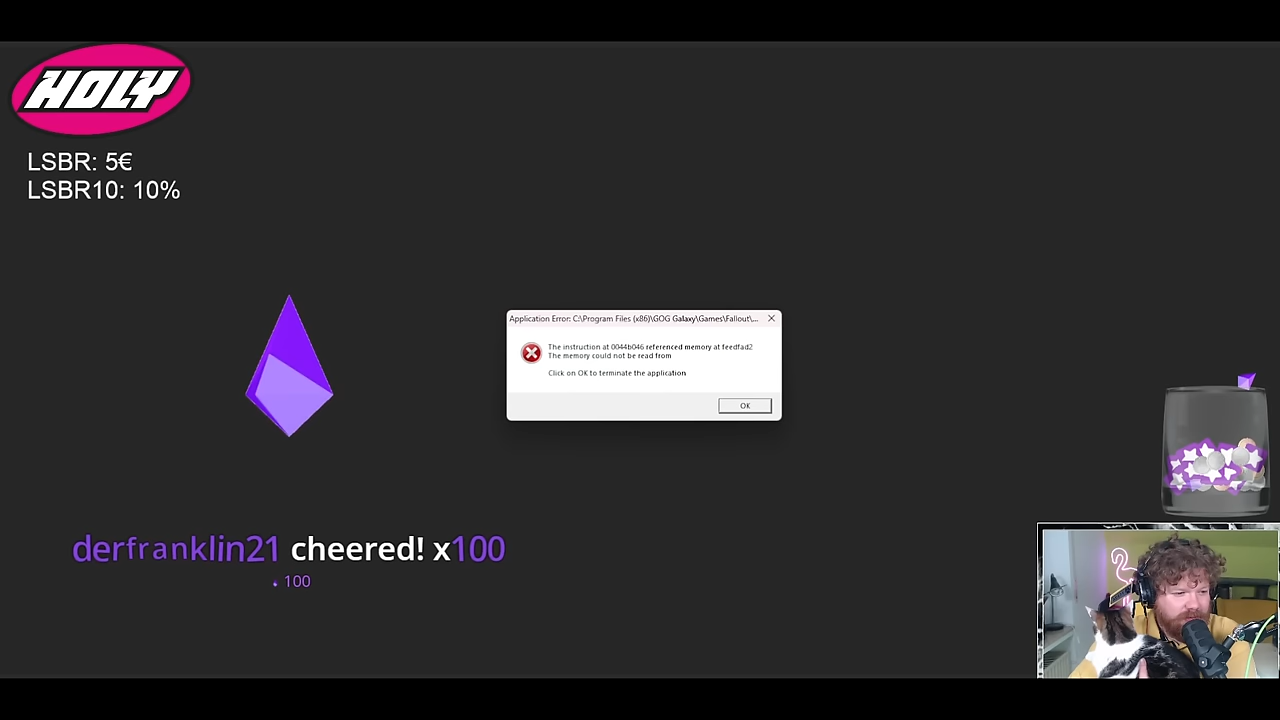 HOLY
LSBR: 5€
LSBR10: 10%
Application Error: C:\Program Files (x86)\GOG Galaxy\Games\Fallout\...
The instruction at 0044b046 referenced memory at feedfad2
The memory could not be read from
Click on OK to terminate the application
OK
derfranklin21 cheered! x100
100